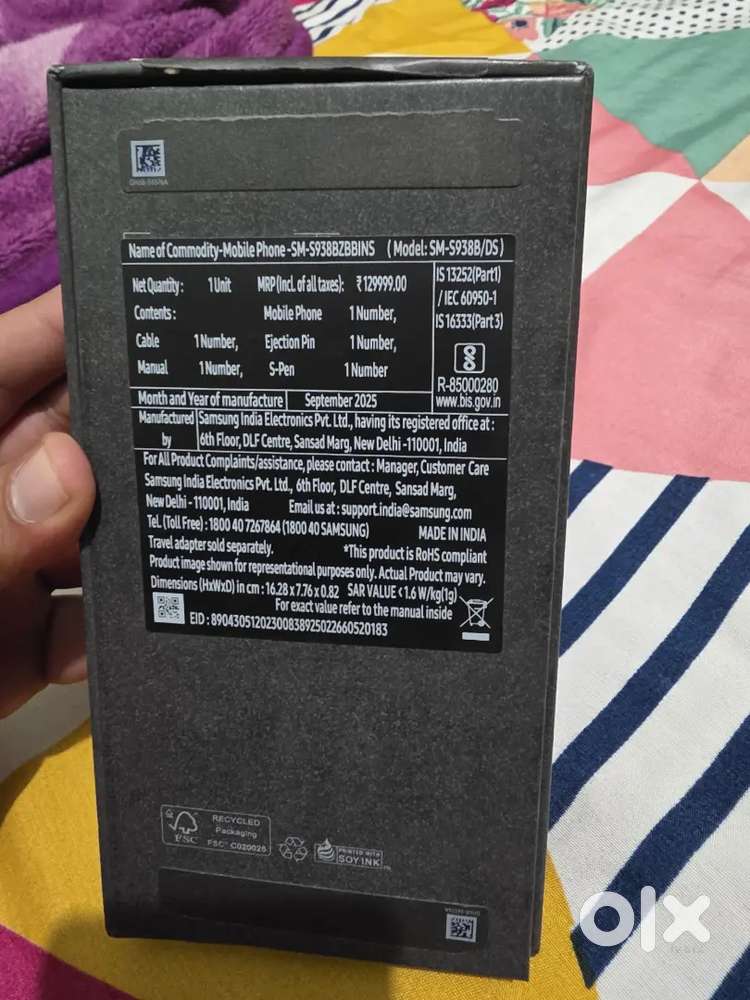 Name of Commodity-Mobile Phone -SM-S938BZBBINS (Model: SM-S938B/DS)
Net Quantity : 1 Unit MRP (Incl. of all taxes): ₹129999.00
Contents : Mobile Phone 1 Number,
Cable 1 Number, Ejection Pin 1 Number,
Manual 1 Number, S-Pen 1 Number
IS 13252(Part1)
/ IEC 60950-1
IS 16333(Part 3)
R-85000280
www.bis.gov.in
Month and Year of manufacture September 2025
Manufactured by Samsung India Electronics Pvt. Ltd., having its registered office at :
6th Floor, DLF Centre, Sansad Marg, New Delhi -110001, India
For All Product Complaints/assistance, please contact : Manager, Customer Care
Samsung India Electronics Pvt. Ltd., 6th Floor, DLF Centre, Sansad Marg,
New Delhi - 110001, India Email us at : support.india@samsung.com
Tel. (Toll Free) : 1800 40 7267864 (1800 40 SAMSUNG) MADE IN INDIA
Travel adapter sold separately. *This product is RoHS compliant
Product image shown for representational purposes only. Actual Product may vary.
Dimensions (HxWxD) in cm : 16.28 x 7.76 x 0.82 SAR VALUE < 1.6 W/kg(1g)
For exact value refer to the manual inside
EID : 89043051202300838925022660520183
FSC
RECYCLED
Packaging
FSC® C020026
PRINTED WITH
SOY INK
olx